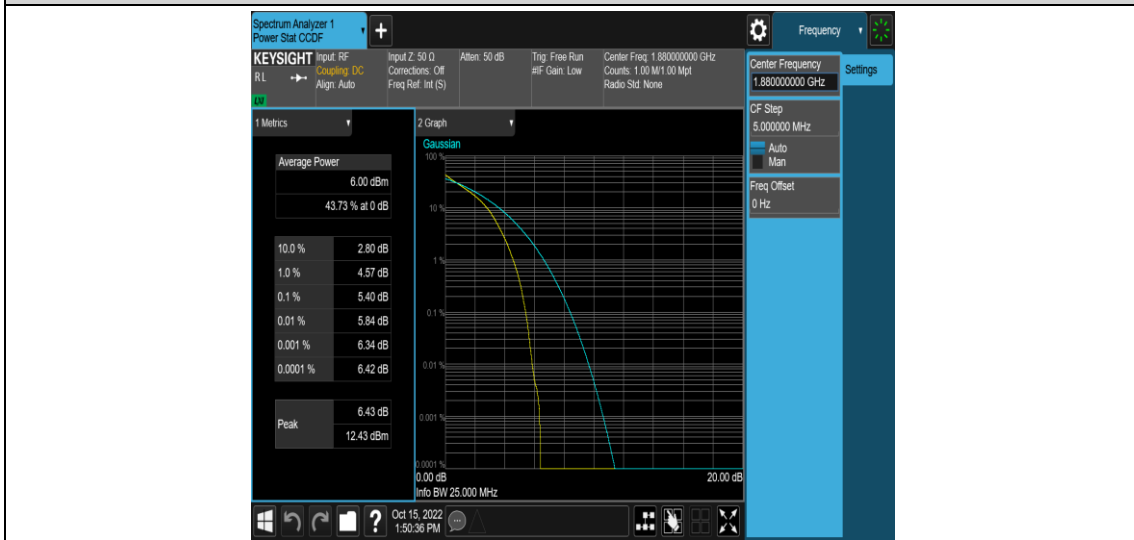 Spectrum Analyzer 1
Power Stat CCDF
+
Frequency
KEYSIGHT
RL
LXI
Input: RF
Coupling: DC
Align: Auto
Input Z: 50 Ω
Corrections: Off
Freq Ref: Int (S)
Atten: 50 dB
Trig: Free Run
#IF Gain: Low
Center Freq: 1.880000000 GHz
Counts: 1.00 M/1.00 Mpt
Radio Std: None
Center Frequency
1.880000000 GHz
Settings
CF Step
5.000000 MHz
Auto
Man
Freq Offset
0 Hz
1 Metrics
Average Power
6.00 dBm
43.73 % at 0 dB
10.0 % 2.80 dB
1.0 % 4.57 dB
0.1 % 5.40 dB
0.01 % 5.84 dB
0.001 % 6.34 dB
0.0001 % 6.42 dB
Peak
6.43 dB
12.43 dBm
2 Graph
Gaussian
100 %
10 %
1 %
0.1 %
0.01 %
0.001 %
0.0001 %
0.00 dB 20.00 dB
Info BW 25.000 MHz
?
Oct 15, 2022
1:50:36 PM